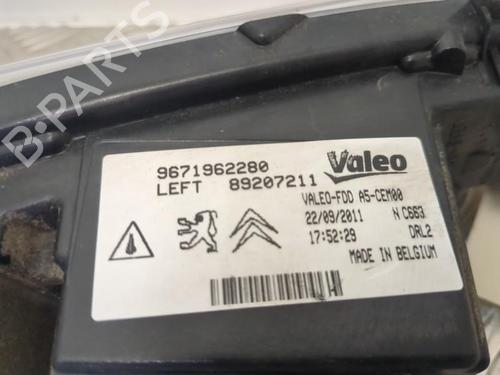 B-PARTS
9671962280
LEFT 89207211
Valeo
VALEO-FDD A5-CEM00
22/09/2011 N C663
17:52:29 DRL2
MADE IN BELGIUM